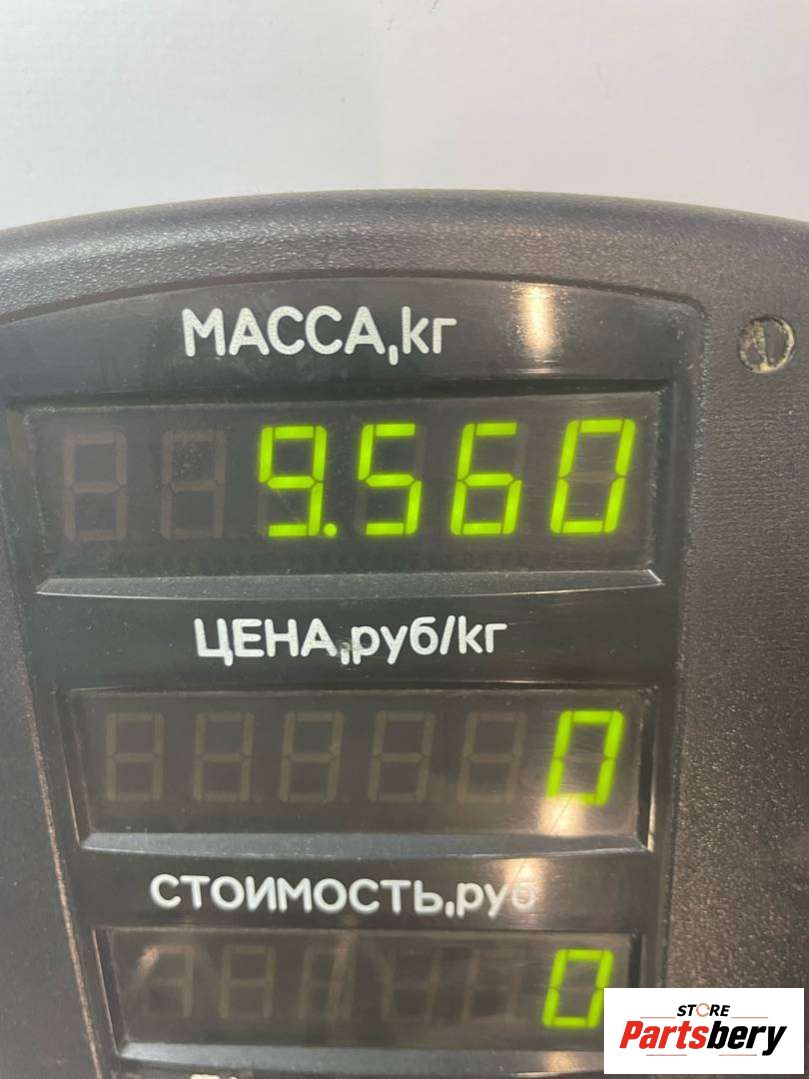 МАССА,кг
9.560
ЦЕНА,руб/кг
0
СТОИМОСТЬ,руб
0
STORE
Partsbery